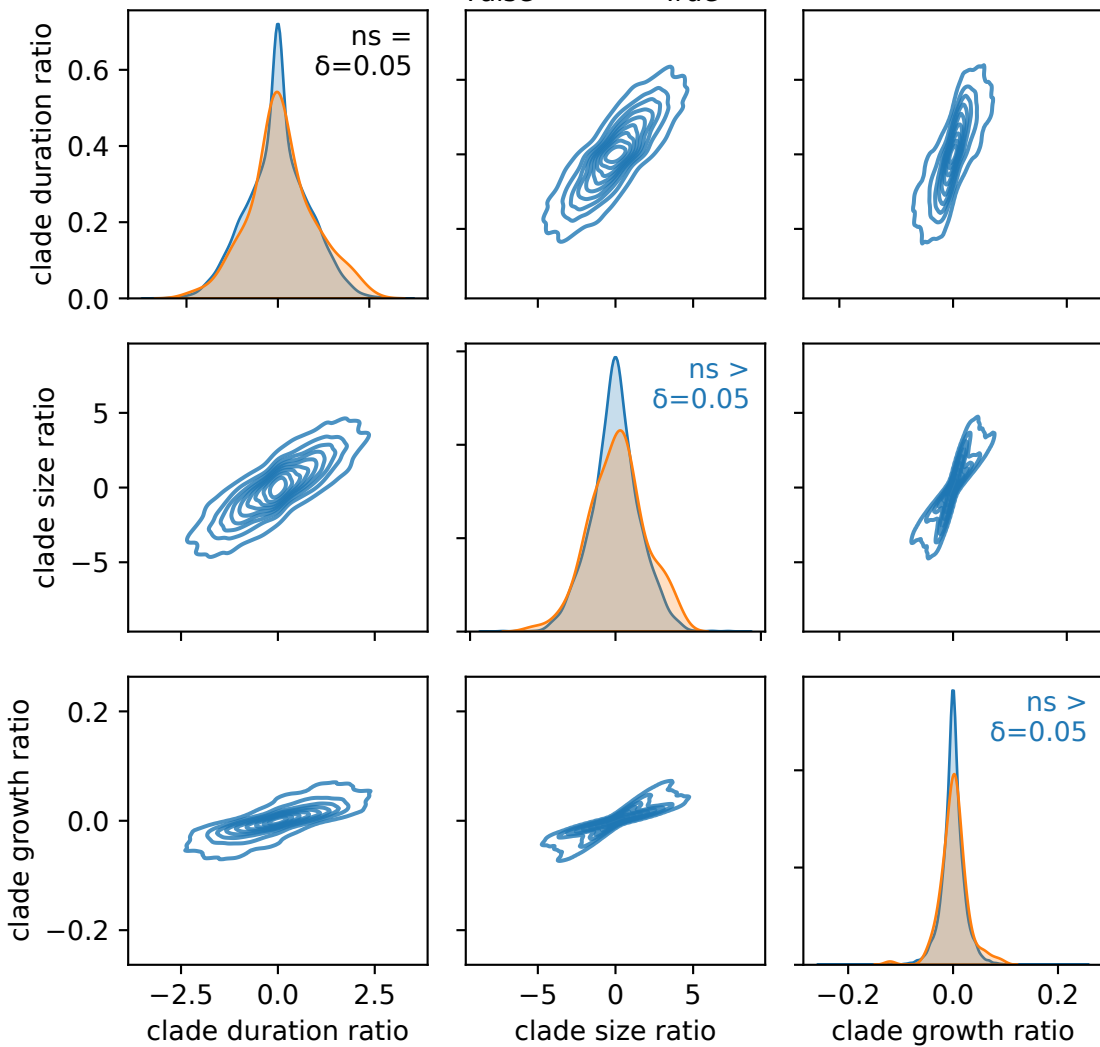 clade duration ratio
0.6
0.4
0.2
0.0
ns =
δ=0.05
clade size ratio
5
0
−5
ns >
δ=0.05
clade growth ratio
0.2
0.0
−0.2
ns >
δ=0.05
−2.5 0.0 2.5
−5 0 5
−0.2 0.0 0.2
clade duration ratio
clade size ratio
clade growth ratio